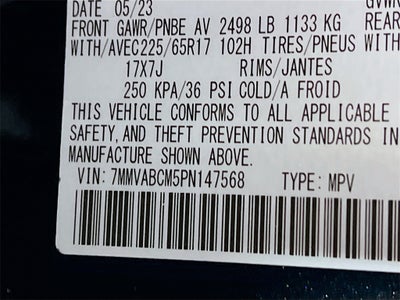 DATE 05/23 GVWR
FRONT GAWR/PNBE AV 2498 LB 1133 KG REAR
WITH/AVEC225/65R17 102H TIRES/PNEUS WITH
17X7J RIMS/JANTES
250 KPA/36 PSI COLD/A FROID
THIS VEHICLE CONFORMS TO ALL APPLICABLE
SAFETY, AND THEFT PREVENTION STANDARDS IN
MANUFACTURE SHOWN ABOVE.
VIN: 7MMVABCM5PN147568 TYPE: MPV